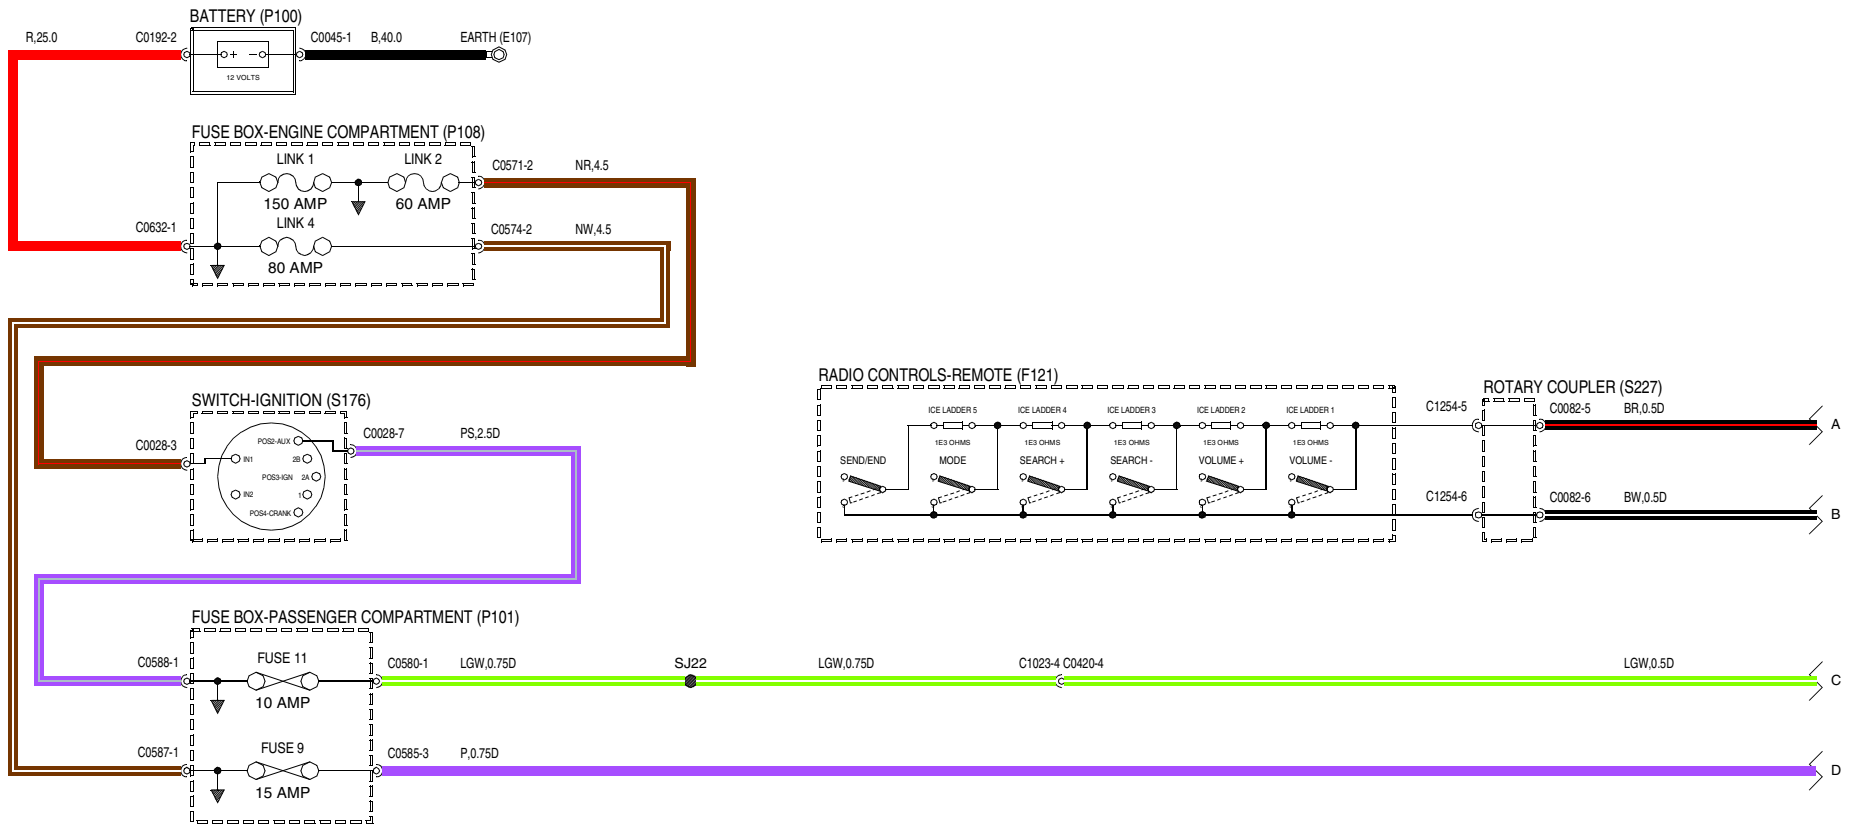 BATTERY (P100)
R,25.0
C0192-2
C0045-1
B,40.0
EARTH (E107)
+ −
12 VOLTS
FUSE BOX-ENGINE COMPARTMENT (P108)
LINK 1
LINK 2
C0571-2
NR,4.5
150 AMP
60 AMP
LINK 4
C0632-1
C0574-2
NW,4.5
80 AMP
SWITCH-IGNITION (S176)
C0028-3
C0028-7
PS,2.5D
POS2-AUX
IN1
2B
POS3-IGN
2A
IN2
1
POS4-CRANK
RADIO CONTROLS-REMOTE (F121)
ROTARY COUPLER (S227)
ICE LADDER 5
ICE LADDER 4
ICE LADDER 3
ICE LADDER 2
ICE LADDER 1
C1254-5
C0082-5
BR,0.5D
A
1E3 OHMS
1E3 OHMS
1E3 OHMS
1E3 OHMS
1E3 OHMS
SEND/END
MODE
SEARCH +
SEARCH -
VOLUME +
VOLUME -
C1254-6
C0082-6
BW,0.5D
B
FUSE BOX-PASSENGER COMPARTMENT (P101)
C0588-1
FUSE 11
C0580-1
LGW,0.75D
SJ22
LGW,0.75D
C1023-4 C0420-4
LGW,0.5D
C
10 AMP
C0587-1
FUSE 9
C0585-3
P,0.75D
D
15 AMP